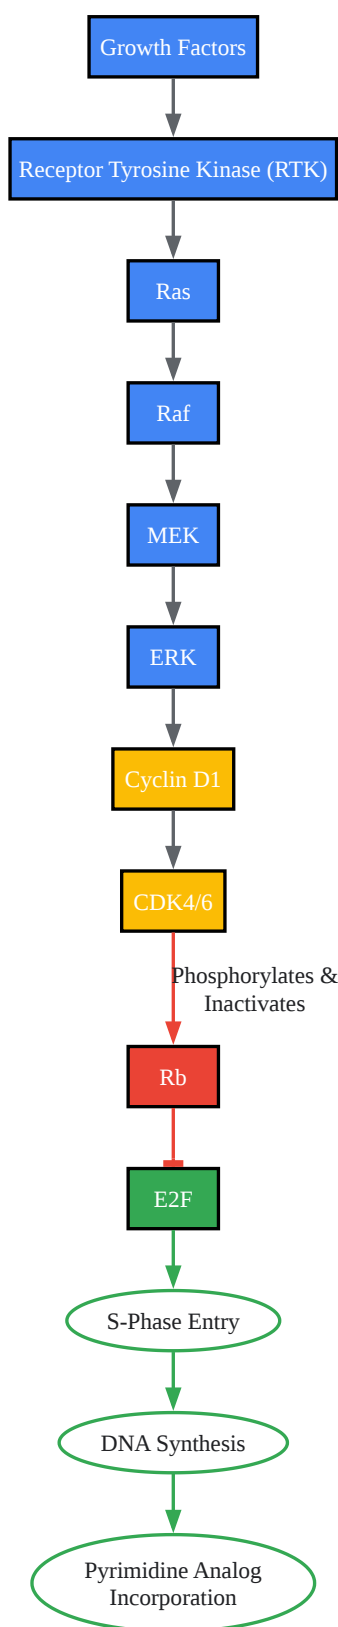 Growth Factors
Receptor Tyrosine Kinase (RTK)
Ras
Raf
MEK
ERK
Cyclin D1
CDK4/6
Phosphorylates &
Inactivates
Rb
E2F
S-Phase Entry
DNA Synthesis
Pyrimidine Analog
Incorporation